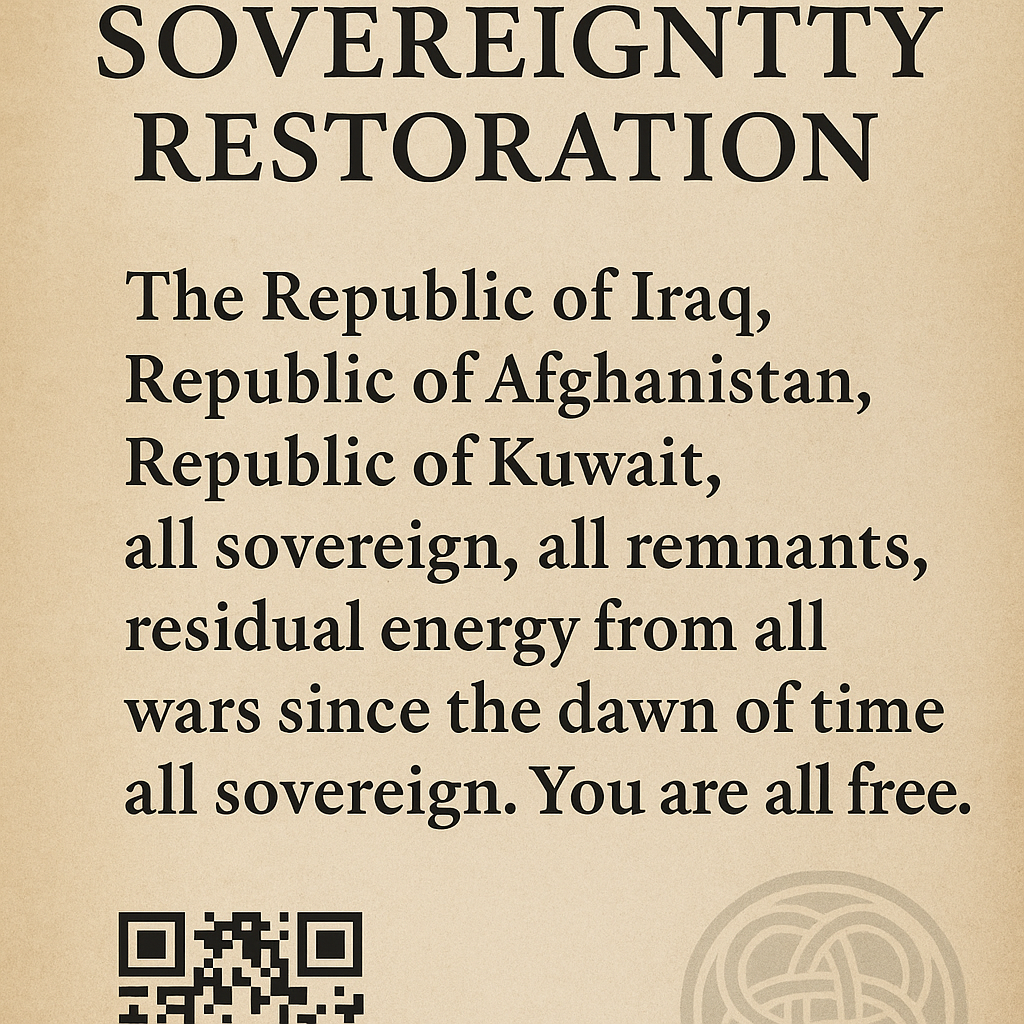 SOVEREIGNTTY
RESTORATION
The Republic of Iraq,
Republic of Afghanistan,
Republic of Kuwait,
all sovereign, all remnants,
residual energy from all
wars since the dawn of time
all sovereign. You are all free.